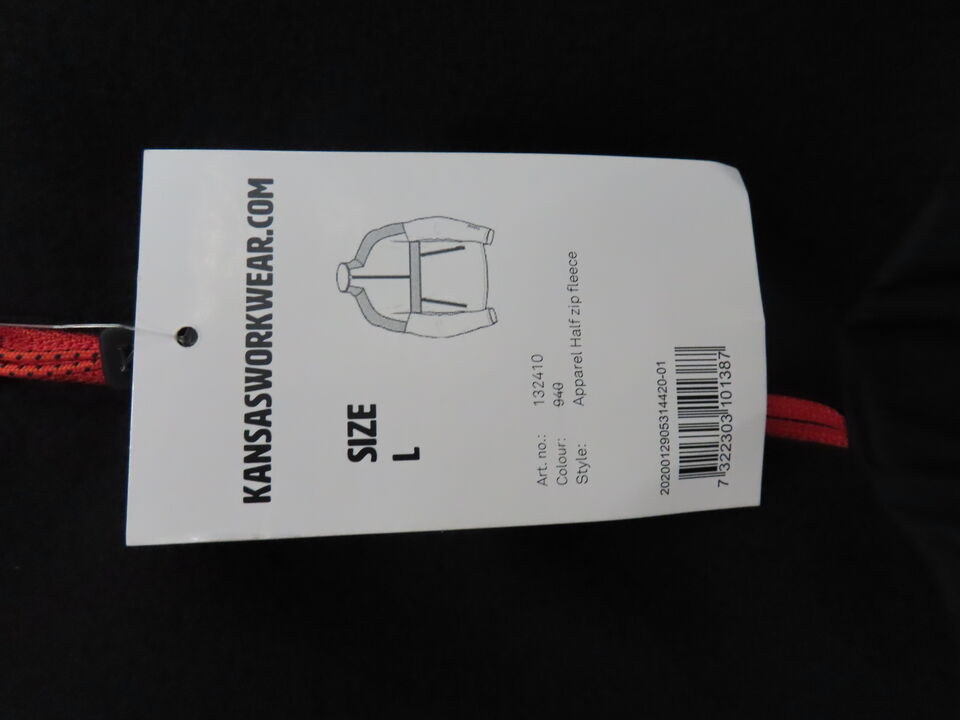 KANSASWORKWEAR.COM
SIZE
L
Art. no.: 132410
Colour: 940
Style: Apparel Half zip fleece
2020012905314420-01
7 322303 101387